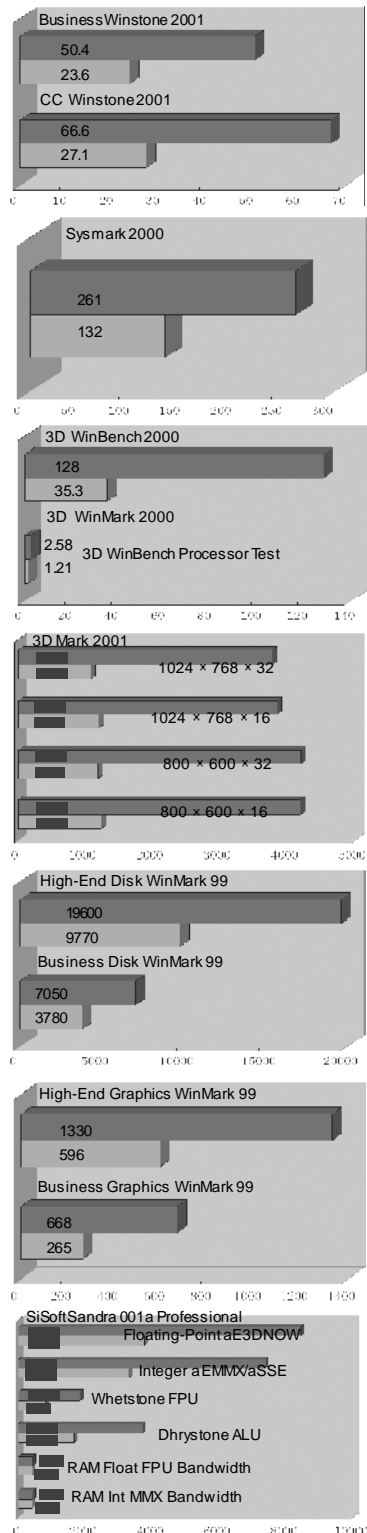 Business Winstone 2001
50.4
23.6
CC Winstone 2001
66.6
27.1
0 10 20 30 40 50 60 70
Sysmark 2000
261
132
0 50 100 150 200 250 300
3D WinBench 2000
128
35.3
3D WinMark 2000
2.58
1.21
3D WinBench Processor Test
0 20 40 60 80 100 120 140
3D Mark 2001
1024 × 768 × 32
1024 × 768 × 16
800 × 600 × 32
800 × 600 × 16
0 1000 2000 3000 4000 5000
High-End Disk WinMark 99
19600
9770
Business Disk WinMark 99
7050
3780
0 5000 10000 15000 20000
High-End Graphics WinMark 99
1330
596
Business Graphics WinMark 99
668
265
0 200 400 600 800 1000 1200 1400
SiSoft Sandra 001a Professional
Floating-Point aE3DNOW
Integer aEMMX/aSSE
Whetstone FPU
Dhrystone ALU
RAM Float FPU Bandwidth
RAM Int MMX Bandwidth
0 2000 4000 6000 8000 10000